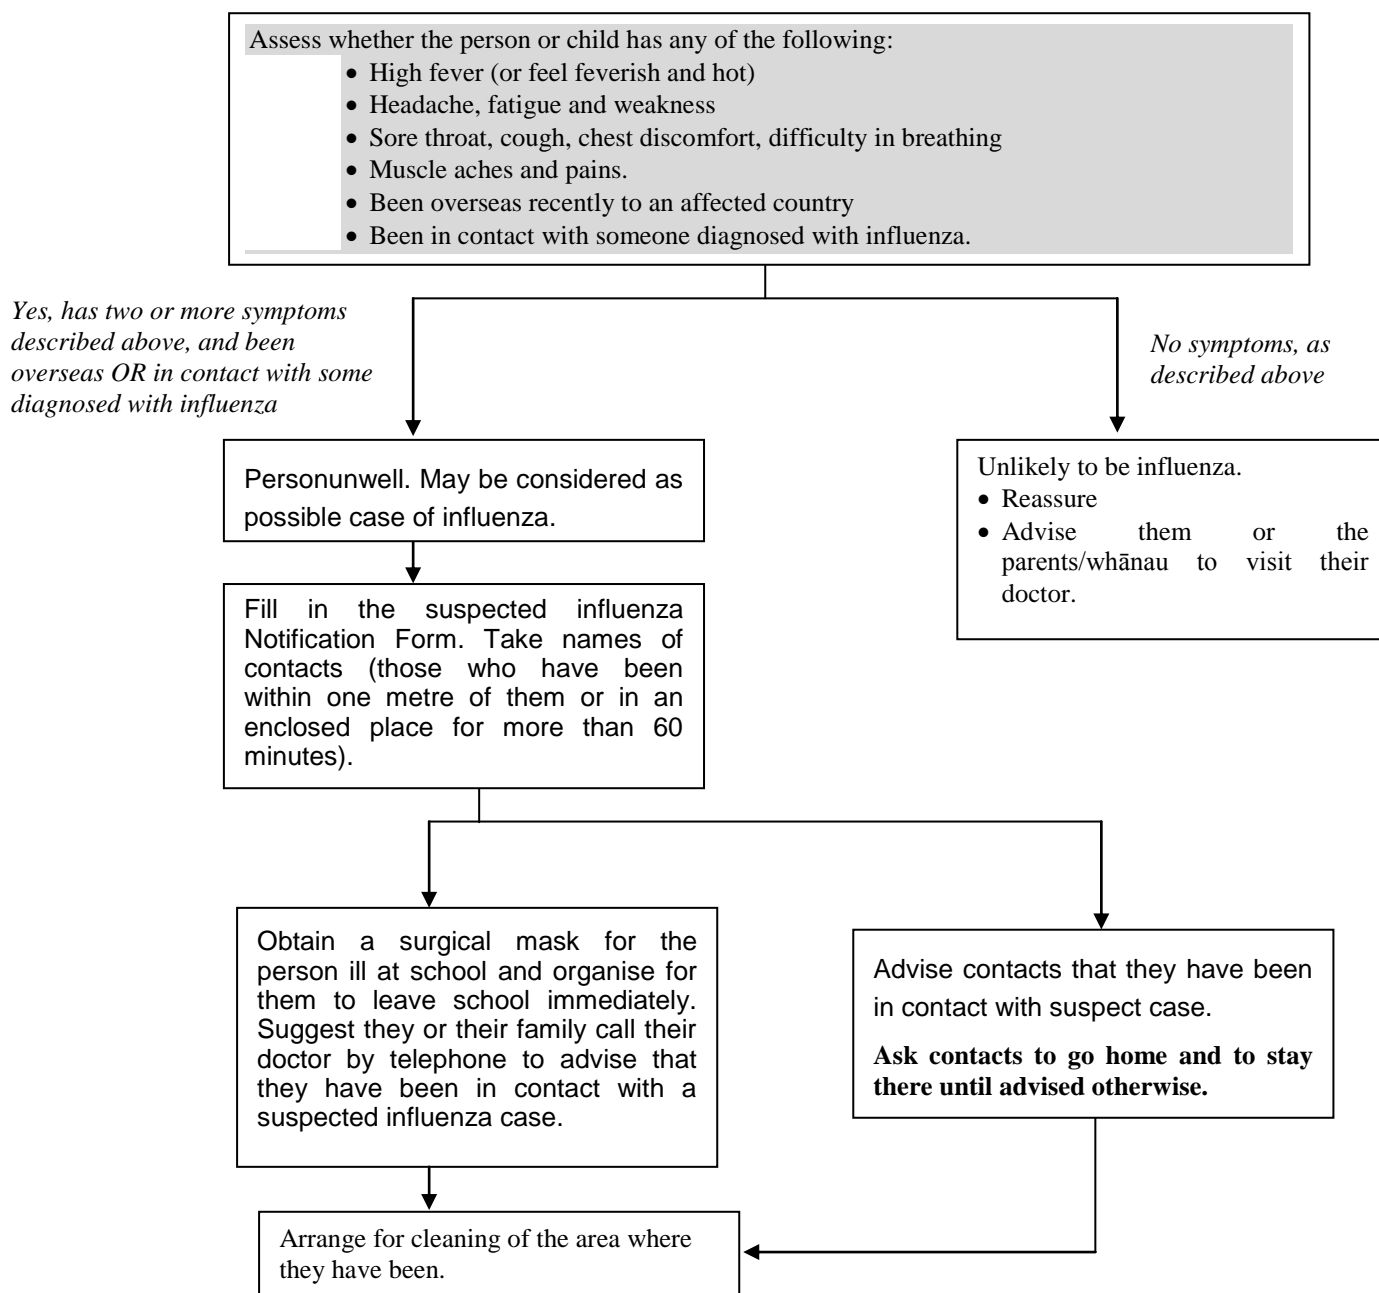 Assess whether the person or child has any of the following:
• High fever (or feel feverish and hot)
• Headache, fatigue and weakness
• Sore throat, cough, chest discomfort, difficulty in breathing
• Muscle aches and pains.
• Been overseas recently to an affected country
• Been in contact with someone diagnosed with influenza.
Yes, has two or more symptoms
described above, and been
overseas OR in contact with some
diagnosed with influenza
No symptoms, as
described above
Personunwell. May be considered as
possible case of influenza.
Unlikely to be influenza.
• Reassure
• Advise them or the
parents/whānau to visit their
doctor.
Fill in the suspected influenza
Notification Form. Take names of
contacts (those who have been
within one metre of them or in an
enclosed place for more than 60
minutes).
Obtain a surgical mask for the
person ill at school and organise for
them to leave school immediately.
Suggest they or their family call their
doctor by telephone to advise that
they have been in contact with a
suspected influenza case.
Advise contacts that they have been
in contact with suspect case.
Ask contacts to go home and to stay
there until advised otherwise.
Arrange for cleaning of the area where
they have been.